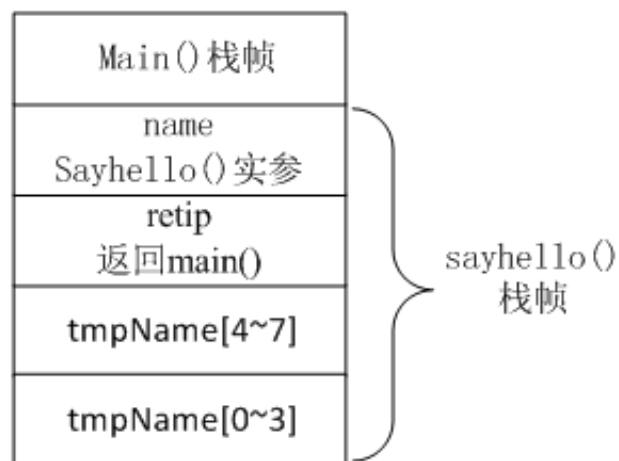 Main()栈帧
name
Sayhello()实参
retip
返回main()
tmpName[4~7]
tmpName[0~3]
sayhello()
栈帧